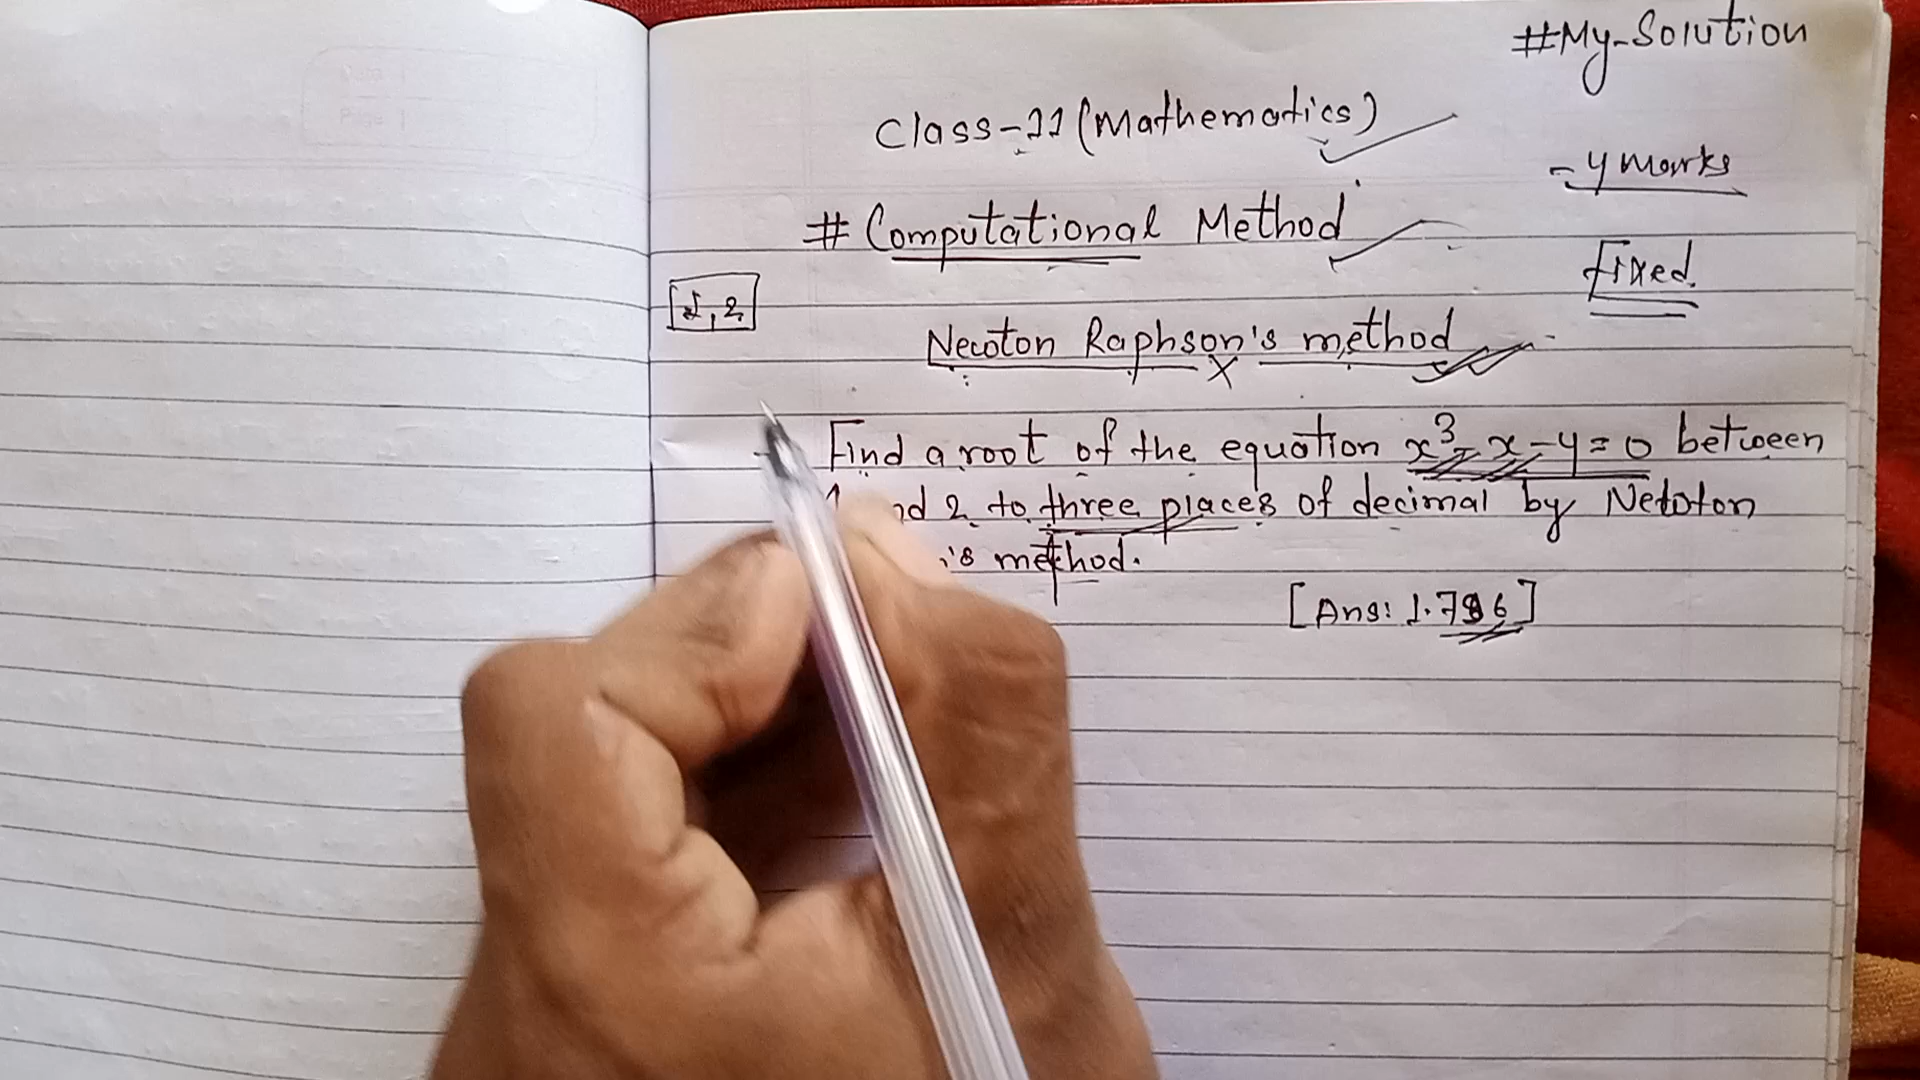 #My-Solution
Class-11 (Mathematics)
- 4 Marks
# Computational Method
fixed.
[1, 2]
Newton Raphson's method
Find a root of the equation x³-x-4=0 between
nd 2 to three places of decimal by Newton
's method.
[Ans: 1.796]